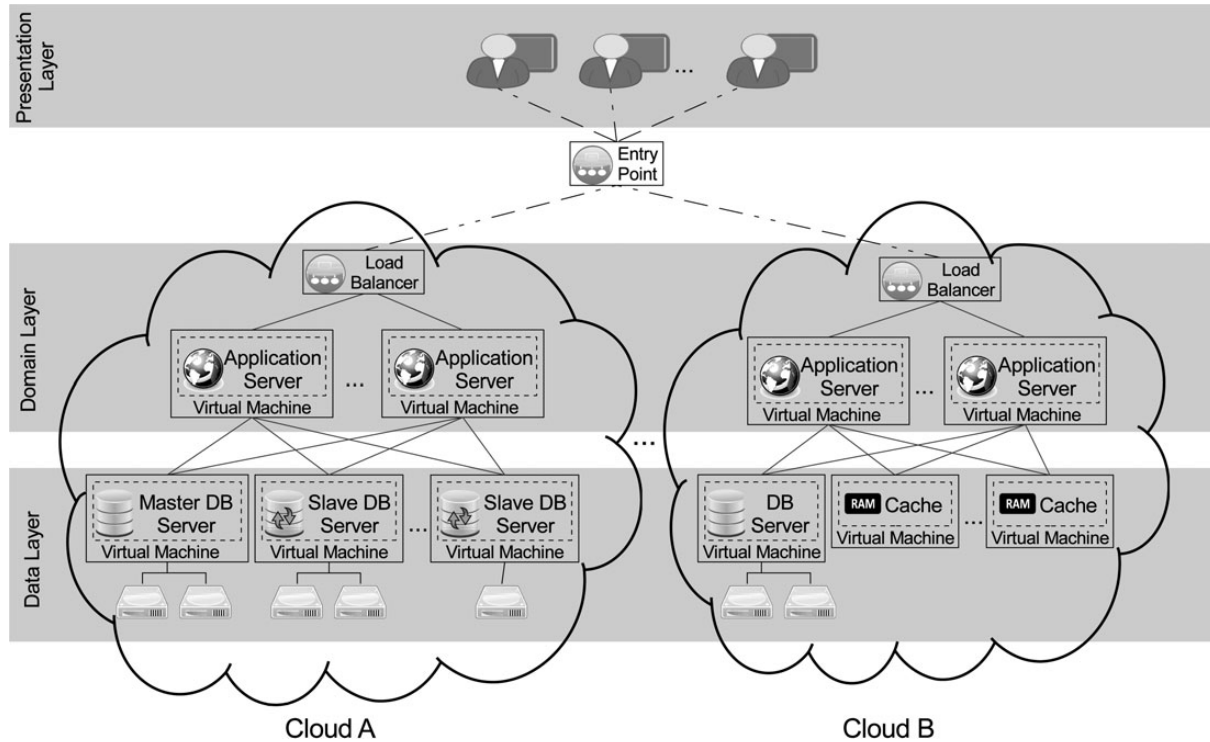 Presentation
Layer
...
Entry
Point
Domain Layer
Load
Balancer
Load
Balancer
Application
Server
Virtual Machine
...
Application
Server
Virtual Machine
Application
Server
Virtual Machine
...
Application
Server
Virtual Machine
...
Data Layer
Master DB
Server
Virtual Machine
Slave DB
Server
Virtual Machine
...
Slave DB
Server
Virtual Machine
DB
Server
Virtual Machine
RAM Cache
Virtual Machine
...
RAM Cache
Virtual Machine
Cloud A
Cloud B